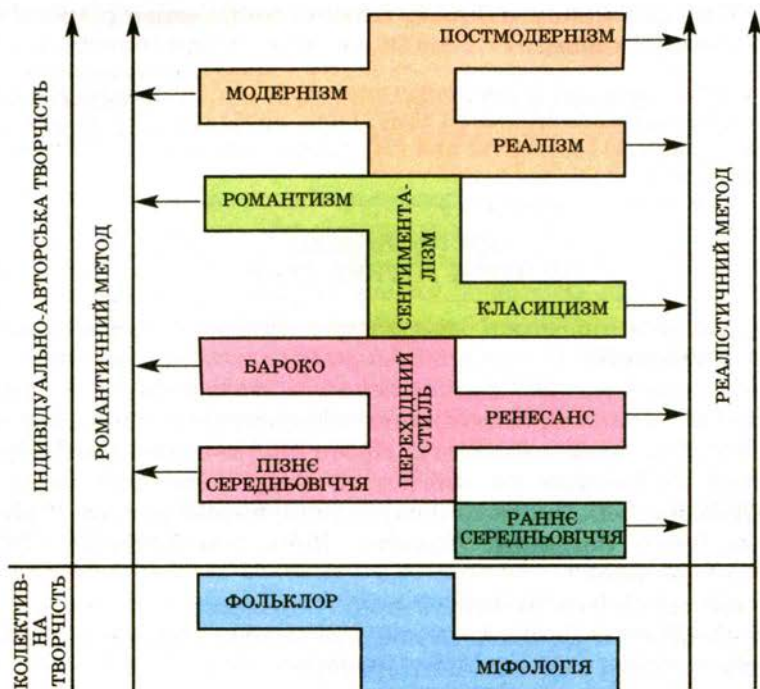 ПОСТМОДЕРНІЗМ
МОДЕРНІЗМ
РЕАЛІЗМ
РОМАНТИЗМ
СЕНТИМЕНТА-
ЛІЗМ
КЛАСИЦИЗМ
БАРОКО
ПЕРЕХІДНИЙ
СТИЛЬ
РЕНЕСАНС
ПІЗНЄ
СЕРЕДНЬОВІЧЧЯ
РАННЄ
СЕРЕДНЬОВІЧЧЯ
ФОЛЬКЛОР
МІФОЛОГІЯ
ІНДИВІДУАЛЬНО-АВТОРСЬКА ТВОРЧІСТЬ
РОМАНТИЧНИЙ МЕТОД
РЕАЛІСТИЧНИЙ МЕТОД
КОЛЕКТИВ-
НА
ТВОРЧІСТЬ